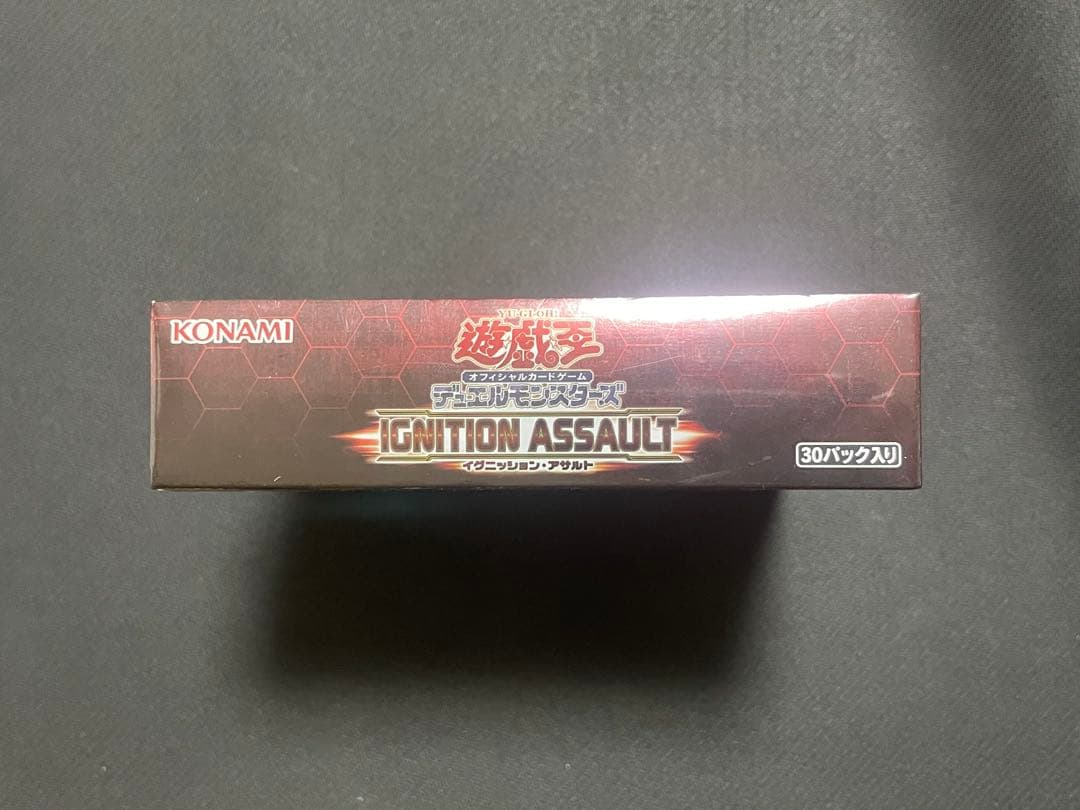 KONAMI
YU-GI-OH!
遊戯王
オフィシャルカードゲーム
デュエルモンスターズ
IGNITION ASSAULT
イグニッション・アサルト
30パック入り